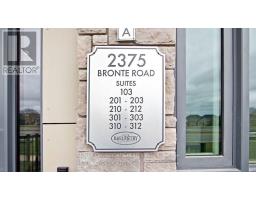 A
2375
BRONTE ROAD
SUITES
103
201 - 203
210 - 212
301 - 303
310 - 312
REALTOR